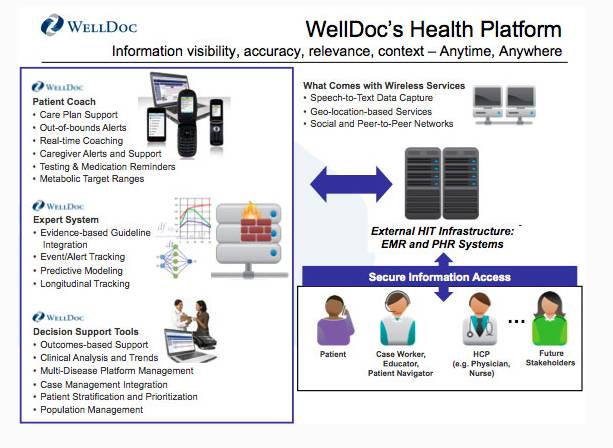 WELLDOC
WellDoc's Health Platform
Information visibility, accuracy, relevance, context – Anytime, Anywhere
WELLDOC
Patient Coach
• Care Plan Support
• Out-of-bounds Alerts
• Real-time Coaching
• Caregiver Alerts and Support
• Testing & Medication Reminders
• Metabolic Target Ranges
WELLDOC
Expert System
• Evidence-based Guideline
Integration
• Event/Alert Tracking
• Predictive Modeling
• Longitudinal Tracking
WELLDOC
Decision Support Tools
• Outcomes-based Support
• Clinical Analysis and Trends
• Multi-Disease Platform Management
• Case Management Integration
• Patient Stratification and Prioritization
• Population Management
What Comes with Wireless Services
• Speech-to-Text Data Capture
• Geo-location-based Services
• Social and Peer-to-Peer Networks
External HIT Infrastructure:
EMR and PHR Systems
Secure Information Access
Patient
Case Worker,
Educator,
Patient Navigator
HCP
(e.g. Physician,
Nurse)
...
Future
Stakeholders